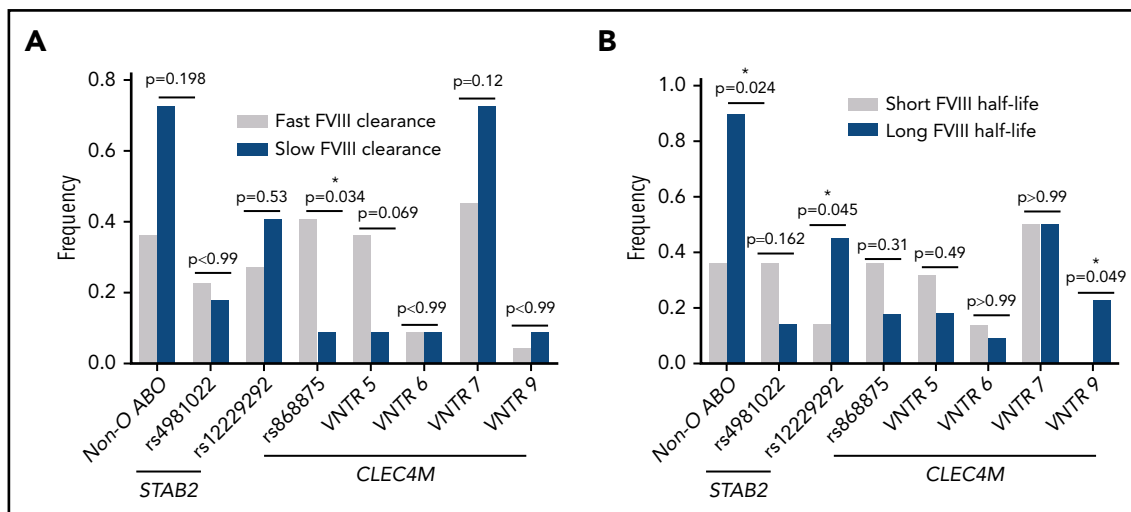 A
Frequency
0.8
0.6
0.4
0.2
0.0
Fast FVIII clearance
Slow FVIII clearance
p=0.198
p<0.99
p=0.53
*
p=0.034
p=0.069
p<0.99
p=0.12
p<0.99
Non-O ABO
rs4981022
rs12229292
rs868875
VNTR 5
VNTR 6
VNTR 7
VNTR 9
STAB2
CLEC4M
B
Frequency
1.0
0.8
0.6
0.4
0.2
0.0
Short FVIII half-life
Long FVIII half-life
*
p=0.024
p=0.162
*
p=0.045
p=0.31
p=0.49
p>0.99
p>0.99
*
p=0.049
Non-O ABO
rs4981022
rs12229292
rs868875
VNTR 5
VNTR 6
VNTR 7
VNTR 9
STAB2
CLEC4M